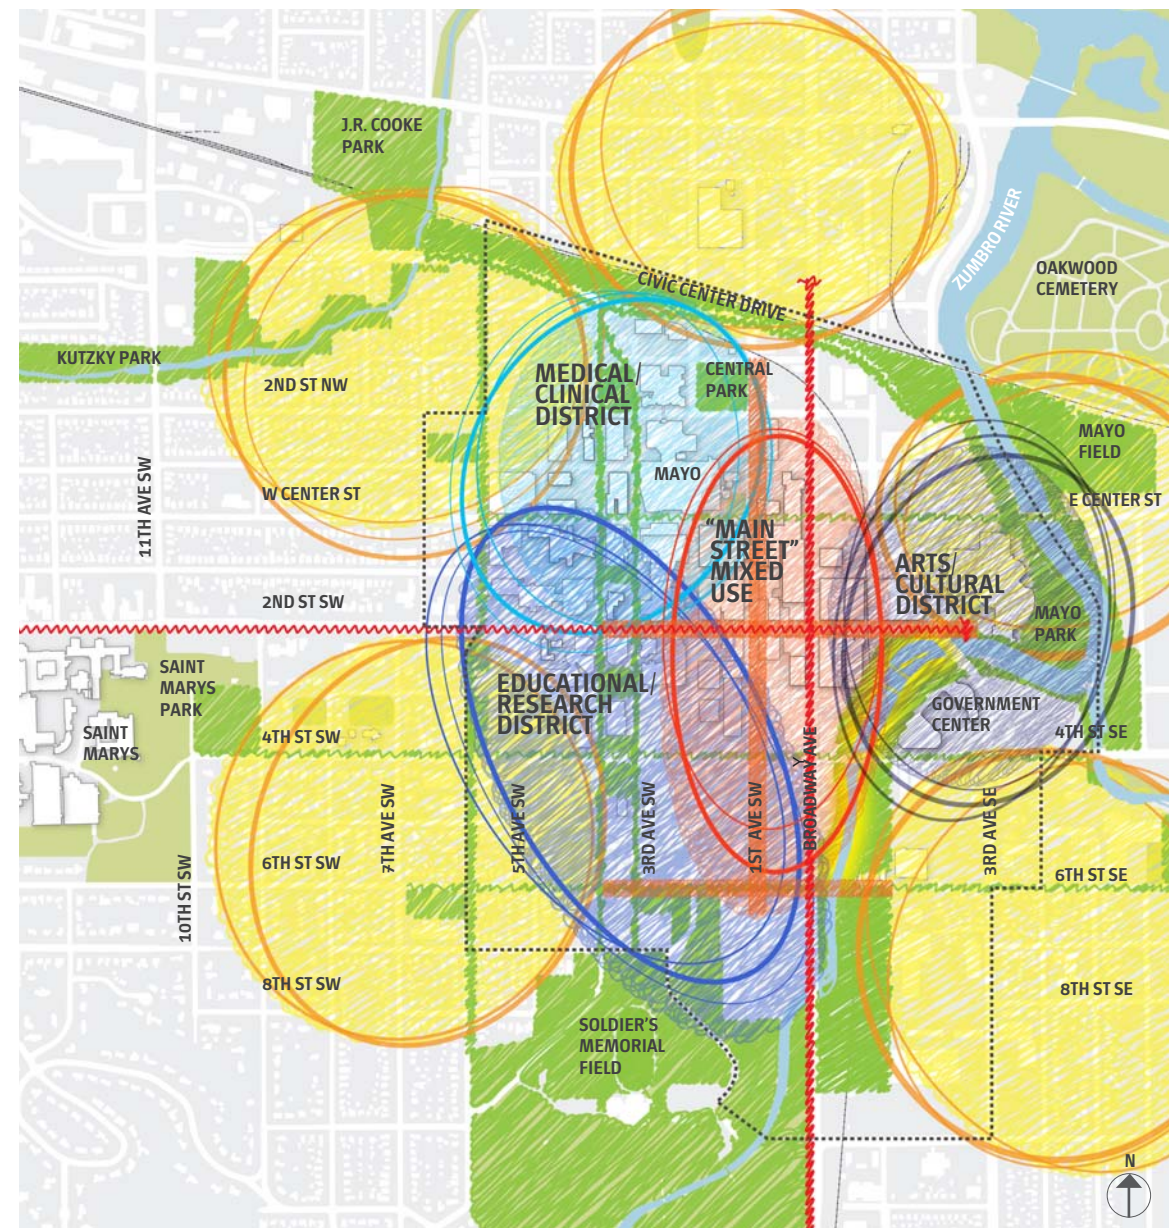 J.R. COOKE
PARK
ZUMBRO RIVER
OAKWOOD
CEMETERY
CIVIC CENTER DRIVE
KUTZKY PARK
2ND ST NW
MEDICAL/
CLINICAL
DISTRICT
CENTRAL
PARK
MAYO
FIELD
11TH AVE SW
W CENTER ST
MAYO
E CENTER ST
"MAIN
STREET"
MIXED
USE
ARTS/
CULTURAL
DISTRICT
2ND ST SW
MAYO
PARK
SAINT
MARYS
PARK
SAINT
MARYS
EDUCATIONAL/
RESEARCH
DISTRICT
GOVERNMENT
CENTER
4TH ST SW
4TH ST SE
7TH AVE SW
5TH AVE SW
3RD AVE SW
1ST AVE SW
BROADWAY AVE
Y
3RD AVE SE
6TH ST SW
6TH ST SE
10TH ST SW
8TH ST SW
8TH ST SE
SOLDIER'S
MEMORIAL
FIELD
N